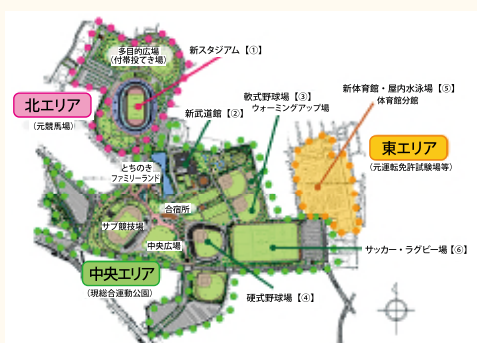 多目的広場
（付帯投てき場）
新スタジアム【①】
北エリア
（元競馬場）
新武道館【②】
軟式野球場【③】
ウォーミングアップ場
新体育館・屋内水泳場【⑤】
体育館分館
東エリア
（元運転免許試験場等）
とちのき
ファミリーランド
合宿所
サブ競技場
中央広場
サッカー・ラグビー場【⑥】
中央エリア
（現総合運動公園）
硬式野球場【④】